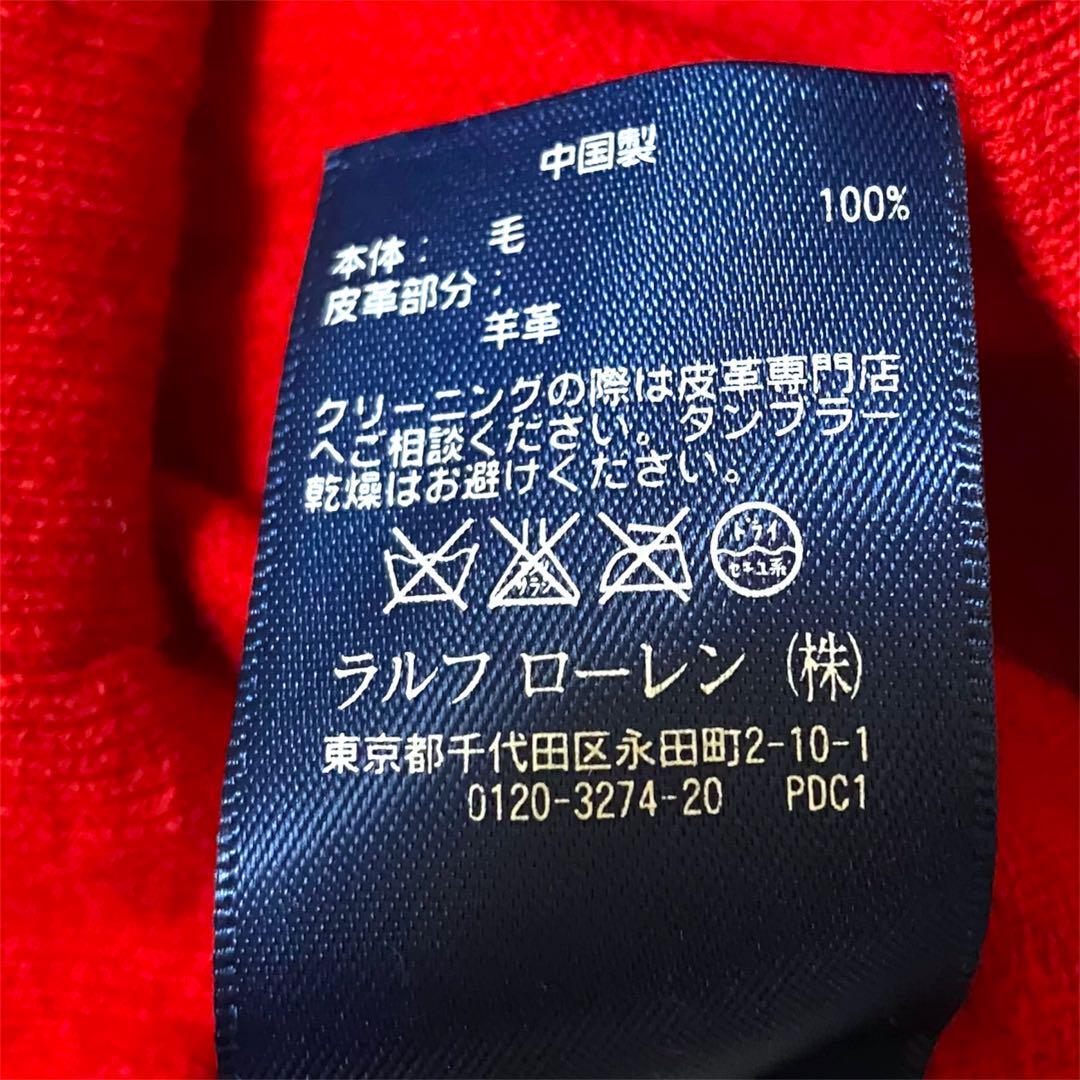 中国製
100%
本体: 毛
皮革部分:
羊革
クリーニングの際は皮革専門店
へご相談ください。タンブラー
乾燥はお避けください。
ドライ
サラシ セキユ系
ラルフ ローレン (株)
東京都千代田区永田町2-10-1
0120-3274-20 PDC1